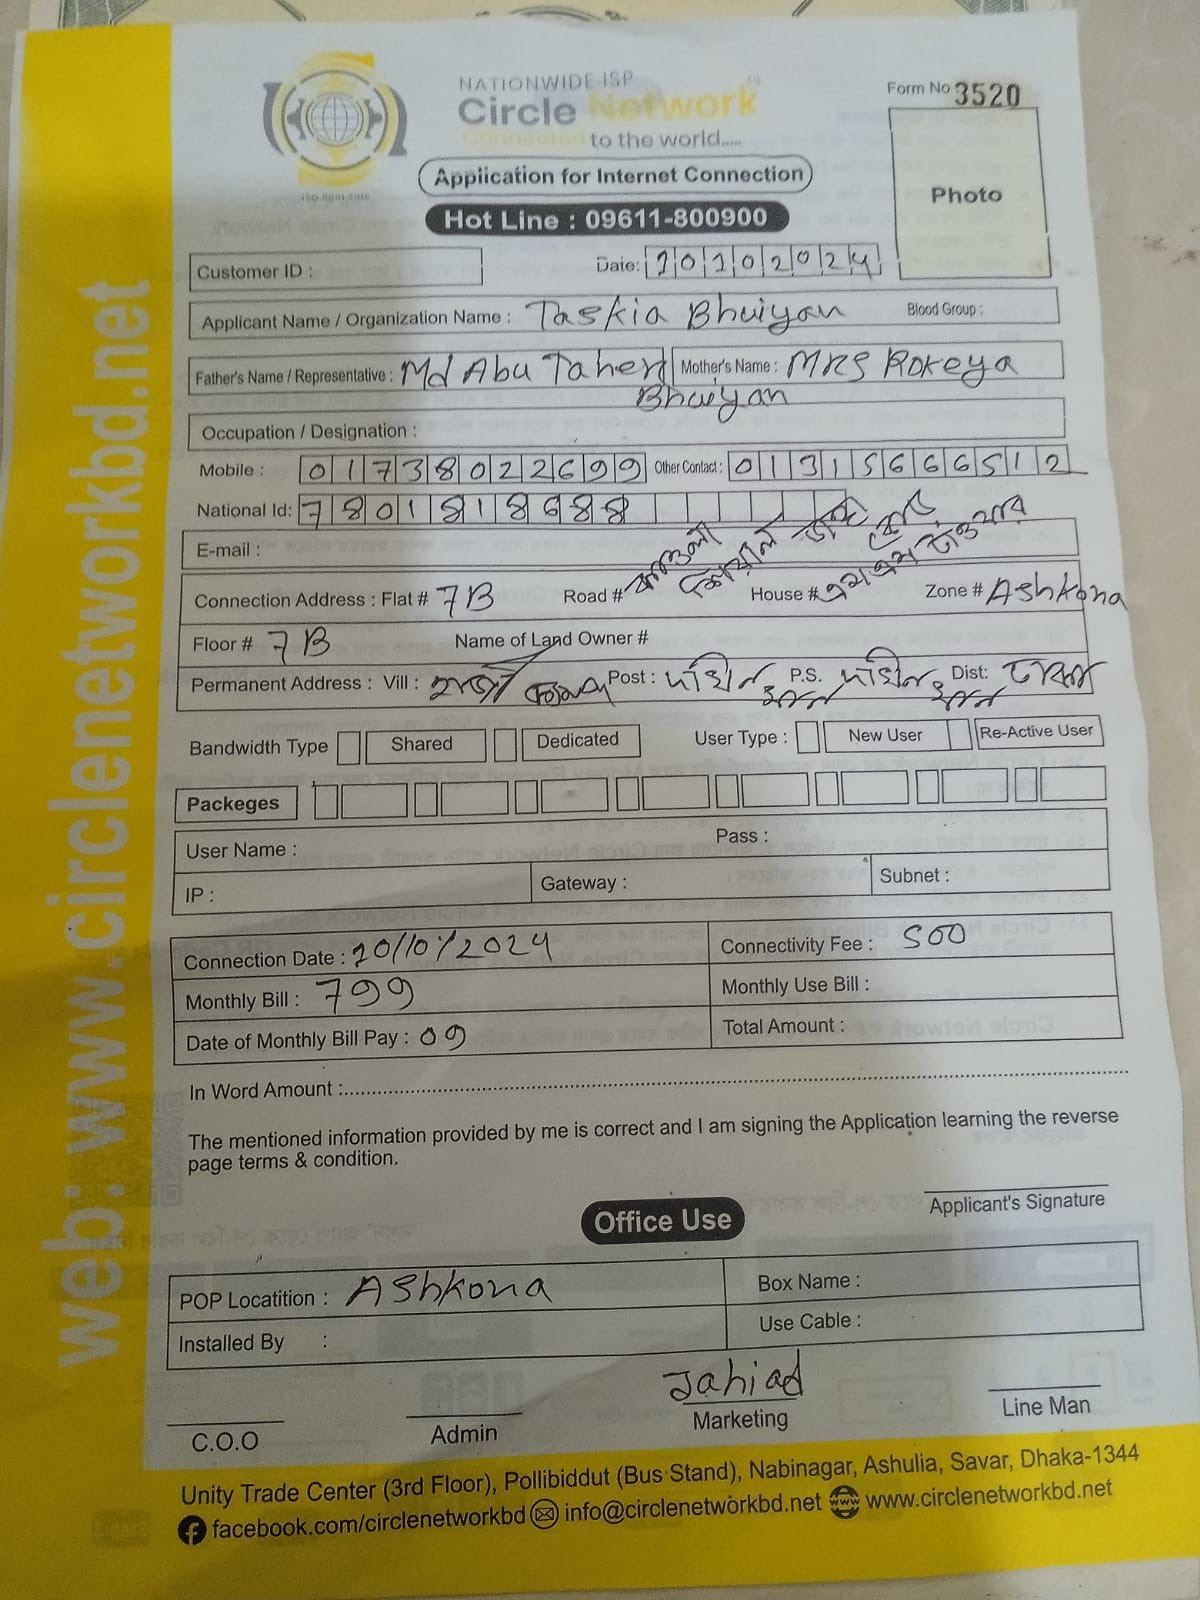 NATIONWIDE ISP
Circle Network
Connected to the world.....
ISO 9001:2015
Form No 3520
Photo
Application for Internet Connection
Hot Line : 09611-800900
Customer ID :
Date: 20102024
Applicant Name / Organization Name : Taskia Bhuiyan Blood Group :
Father's Name / Representative : Md Abu Taher Bhuiyan Mother's Name : MRS Rokeya
Occupation / Designation :
Mobile : 01738022699 Other Contact : 01315666512
National Id: 7801818988
E-mail :
Connection Address : Flat # 7B Road # House # Zone # Ashkona
Floor # 7B Name of Land Owner #
Permanent Address : Vill : Post : দক্ষিন খান P.S. দক্ষিন খান Dist: ঢাকা
Bandwidth Type Shared Dedicated User Type : New User Re-Active User
Packeges
User Name : Pass :
IP : Gateway : Subnet :
Connection Date : 20/10/2024 Connectivity Fee : 500
Monthly Bill : 799 Monthly Use Bill :
Date of Monthly Bill Pay : 09 Total Amount :
In Word Amount :
The mentioned information provided by me is correct and I am signing the Application learning the reverse
page terms & condition.
Applicant's Signature
Office Use
POP Locatition : Ashkona Box Name :
Installed By : Use Cable :
Jahiad
C.O.O Admin Marketing Line Man
Unity Trade Center (3rd Floor), Pollibiddut (Bus Stand), Nabinagar, Ashulia, Savar, Dhaka-1344
facebook.com/circlenetworkbd info@circlenetworkbd.net www.circlenetworkbd.net
web: www.circlenetworkbd.net